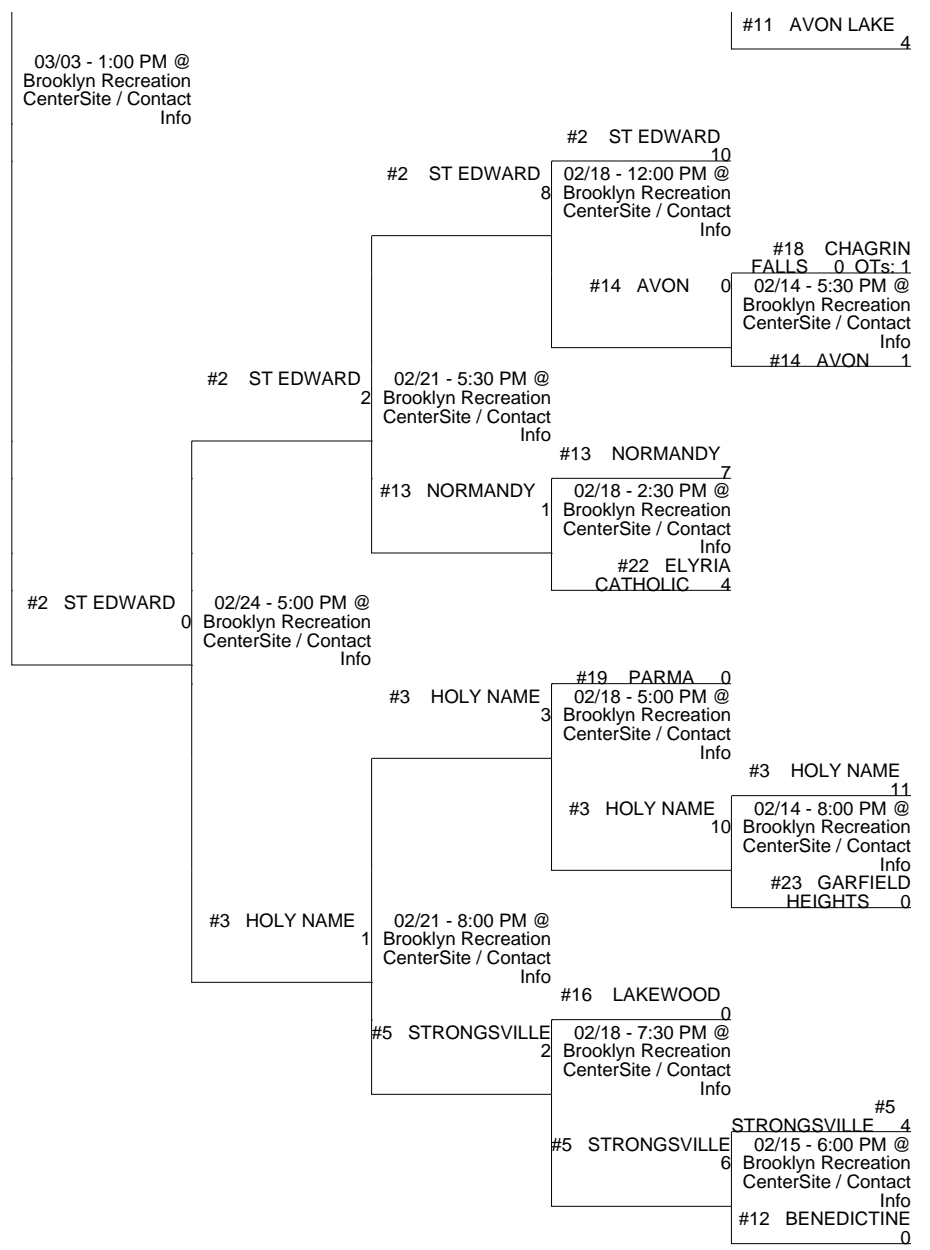 #11 AVON LAKE
4
03/03 - 1:00 PM @
Brooklyn Recreation
CenterSite / Contact
Info
#2 ST EDWARD
10
#2 ST EDWARD
8
02/18 - 12:00 PM @
Brooklyn Recreation
CenterSite / Contact
Info
#18 CHAGRIN
FALLS 0 OTs: 1
#14 AVON 0
02/14 - 5:30 PM @
Brooklyn Recreation
CenterSite / Contact
Info
#14 AVON 1
#2 ST EDWARD
2
02/21 - 5:30 PM @
Brooklyn Recreation
CenterSite / Contact
Info
#13 NORMANDY
7
#13 NORMANDY
1
02/18 - 2:30 PM @
Brooklyn Recreation
CenterSite / Contact
Info
#22 ELYRIA
CATHOLIC 4
#2 ST EDWARD
0
02/24 - 5:00 PM @
Brooklyn Recreation
CenterSite / Contact
Info
#19 PARMA 0
#3 HOLY NAME
3
02/18 - 5:00 PM @
Brooklyn Recreation
CenterSite / Contact
Info
#3 HOLY NAME
11
#3 HOLY NAME
10
02/14 - 8:00 PM @
Brooklyn Recreation
CenterSite / Contact
Info
#23 GARFIELD
HEIGHTS 0
#3 HOLY NAME
1
02/21 - 8:00 PM @
Brooklyn Recreation
CenterSite / Contact
Info
#16 LAKEWOOD
0
#5 STRONGSVILLE
2
02/18 - 7:30 PM @
Brooklyn Recreation
CenterSite / Contact
Info
#5
STRONGSVILLE 4
#5 STRONGSVILLE
6
02/15 - 6:00 PM @
Brooklyn Recreation
CenterSite / Contact
Info
#12 BENEDICTINE
0